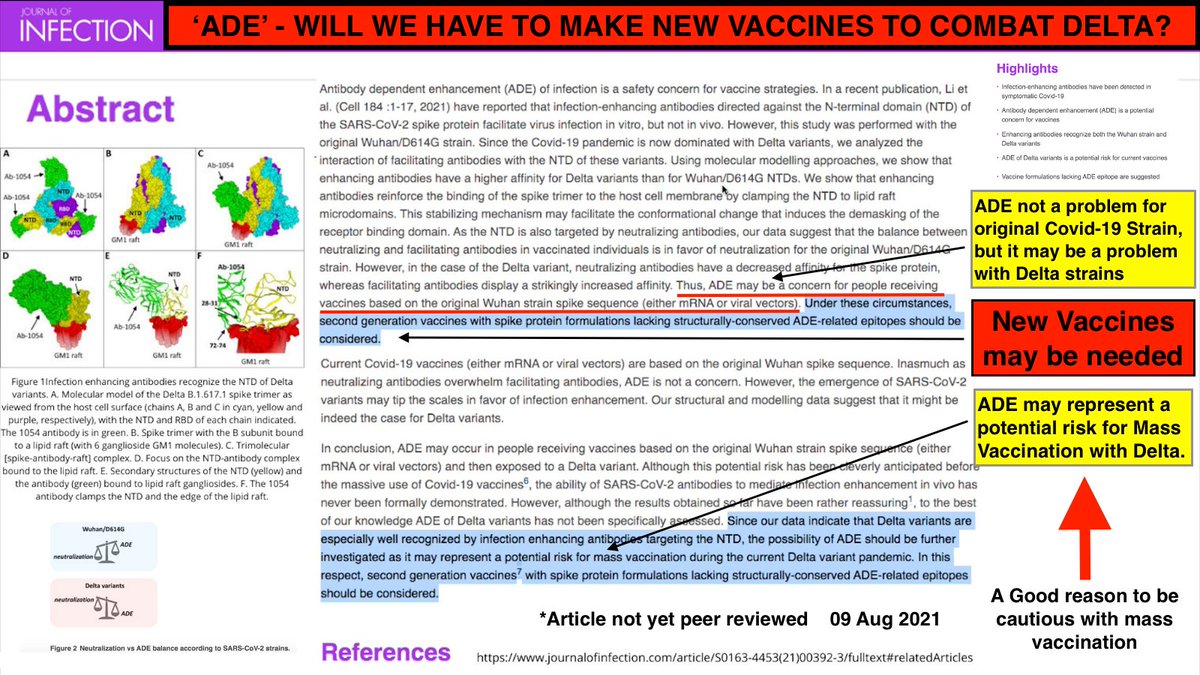 JOURNAL OF
INFECTION
‘ADE’ - WILL WE HAVE TO MAKE NEW VACCINES TO COMBAT DELTA?
Abstract
A
B
C
Ab-1054
Ab-1054
NTD
Ab-1054
Ab-1054
NTD
RBD
RBD
RBD
NTD
Ab-1054
NTD
NTD
GM1 raft
NTD
GM1 raft
D
E
F
NTD
Ab-1054
GM1 raft
NTD
Ab-1054
GM1 raft
Ab-1054
NTD
28-31
72-74
GM1 raft
Figure 1Infection enhancing antibodies recognize the NTD of Delta
variants. A. Molecular model of the Delta B.1.617.1 spike trimer as
viewed from the host cell surface (chains A, B and C in cyan, yellow and
purple, respectively), with the NTD and RBD of each chain indicated.
The 1054 antibody is in green. B. Spike trimer with the B subunit bound
to a lipid raft (with 6 ganglioside GM1 molecules). C. Trimolecular
[spike-antibody-raft] complex. D. Focus on the NTD-antibody complex
bound to the lipid raft. E. Secondary structures of the NTD (yellow) and
the antibody (green) bound to lipid raft gangliosides. F. The 1054
antibody clamps the NTD and the edge of the lipid raft.
Wuhan/D614G
ADE
neutralization
Delta variants
neutralization
ADE
Figure 2 Neutralization vs ADE balance according to SARS-CoV-2 strains.
Antibody dependent enhancement (ADE) of infection is a safety concern for vaccine strategies. In a recent publication, Li et
al. (Cell 184 :1-17, 2021) have reported that infection-enhancing antibodies directed against the N-terminal domain (NTD)
of the SARS-CoV-2 spike protein facilitate virus infection in vitro, but not in vivo. However, this study was performed with the
original Wuhan/D614G strain. Since the Covid-19 pandemic is now dominated with Delta variants, we analyzed the
interaction of facilitating antibodies with the NTD of these variants. Using molecular modelling approaches, we show that
enhancing antibodies have a higher affinity for Delta variants than for Wuhan/D614G NTDs. We show that enhancing
antibodies reinforce the binding of the spike trimer to the host cell membrane by clamping the NTD to lipid raft
microdomains. This stabilizing mechanism may facilitate the conformational change that induces the demasking of the
receptor binding domain. As the NTD is also targeted by neutralizing antibodies, our data suggest that the balance between
neutralizing and facilitating antibodies in vaccinated individuals is in favor of neutralization for the original Wuhan/D614G
strain. However, in the case of the Delta variant, neutralizing antibodies have a decreased affinity for the spike protein,
whereas facilitating antibodies display a strikingly increased affinity. Thus, ADE may be a concern for people receiving
vaccines based on the original Wuhan strain spike sequence (either mRNA or viral vectors). Under these circumstances,
second generation vaccines with spike protein formulations lacking structurally-conserved ADE-related epitopes should be
considered.
Current Covid-19 vaccines (either mRNA or viral vectors) are based on the original Wuhan spike sequence. Inasmuch as
neutralizing antibodies overwhelm facilitating antibodies, ADE is not a concern. However, the emergence of SARS-CoV-2
variants may tip the scales in favor of infection enhancement. Our structural and modelling data suggest that it might be
indeed the case for Delta variants.
In conclusion, ADE may occur in people receiving vaccines based on the original Wuhan strain spike sequence (either
mRNA or viral vectors) and then exposed to a Delta variant. Although this potential risk has been cleverly anticipated before
the massive use of Covid-19 vaccines6, the ability of SARS-CoV-2 antibodies to mediate infection enhancement in vivo has
never been formally demonstrated. However, although the results obtained so far have been rather reassuring1, to the best
of our knowledge ADE of Delta variants has not been specifically assessed. Since our data indicate that Delta variants are
especially well recognized by infection enhancing antibodies targeting the NTD, the possibility of ADE should be further
investigated as it may represent a potential risk for mass vaccination during the current Delta variant pandemic. In this
respect, second generation vaccines7 with spike protein formulations lacking structurally-conserved ADE-related epitopes
should be considered.
*Article not yet peer reviewed 09 Aug 2021
References
https://www.journalofinfection.com/article/S0163-4453(21)00392-3/fulltext#relatedArticles
Highlights
• Infection-enhancing antibodies have been detected in
symptomatic Covid-19
• Antibody dependent enhancement (ADE) is a potential
concern for vaccines
• Enhancing antibodies recognize both the Wuhan strain and
Delta variants
• ADE of Delta variants is a potential risk for current vaccines
• Vaccine formulations lacking ADE epitope are suggested
ADE not a problem for
original Covid-19 Strain,
but it may be a problem
with Delta strains
New Vaccines
may be needed
ADE may represent a
potential risk for Mass
Vaccination with Delta.
A Good reason to be
cautious with mass
vaccination